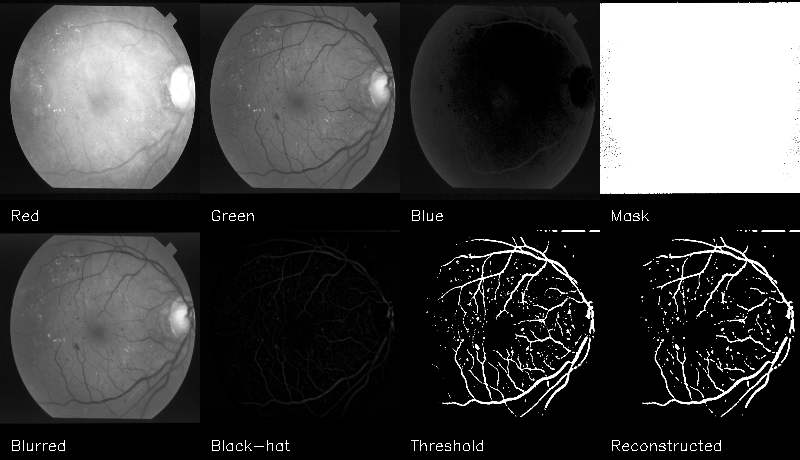 Red
Green
Blue
Mask
Blurred
Black-hat
Threshold
Reconstructed